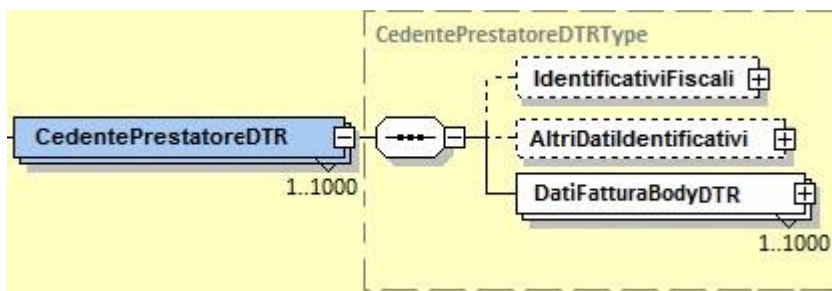 CedentePrestatoreDTRType
IdentificativiFiscali
CedentePrestatoreDTR
AltriDatiIdentificativi
1..1000
DatiFatturaBodyDTR
1..1000